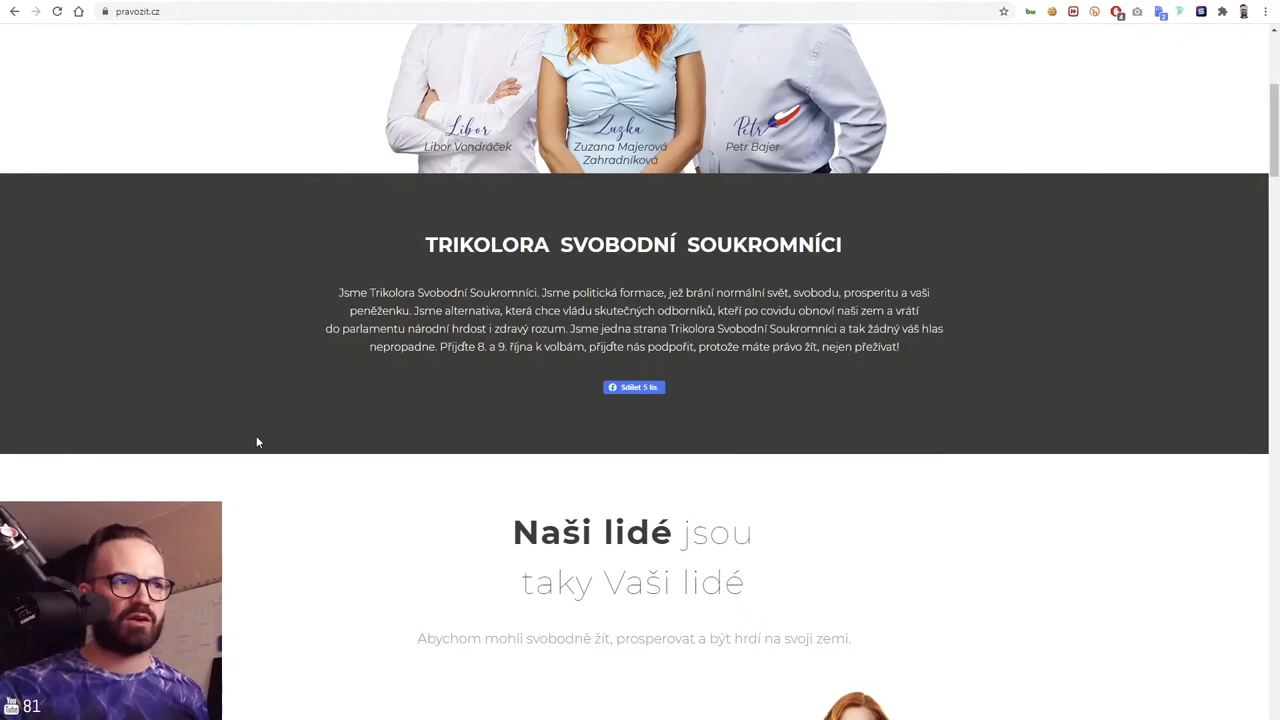 pravozit.cz
Libor
Zuzka
Petr
Libor Vondráček
Zuzana Majerová
Zahradníková
Petr Bajer
TRIKOLORA SVOBODNÍ SOUKROMNÍCI
Jsme Trikolora Svobodní Soukromníci. Jsme politická formace, jež brání normální svět, svobodu, prosperitu a vaši
peněženku. Jsme alternativa, která chce vládu skutečných odborníků, kteří po covidu obnoví naši zem a vrátí
do parlamentu národní hrdost i zdravý rozum. Jsme jedna strana Trikolora Svobodní Soukromníci a tak žádný váš hlas
nepropadne. Přijďte 8. a 9. října k volbám, přijďte nás podpořit, protože máte právo žít, nejen přežívat!
Sdílet 5 tis.
Naši lidé jsou
taky Vaši lidé
Abychom mohli svobodně žít, prosperovat a být hrdí na svoji zemi.
You Tube 81